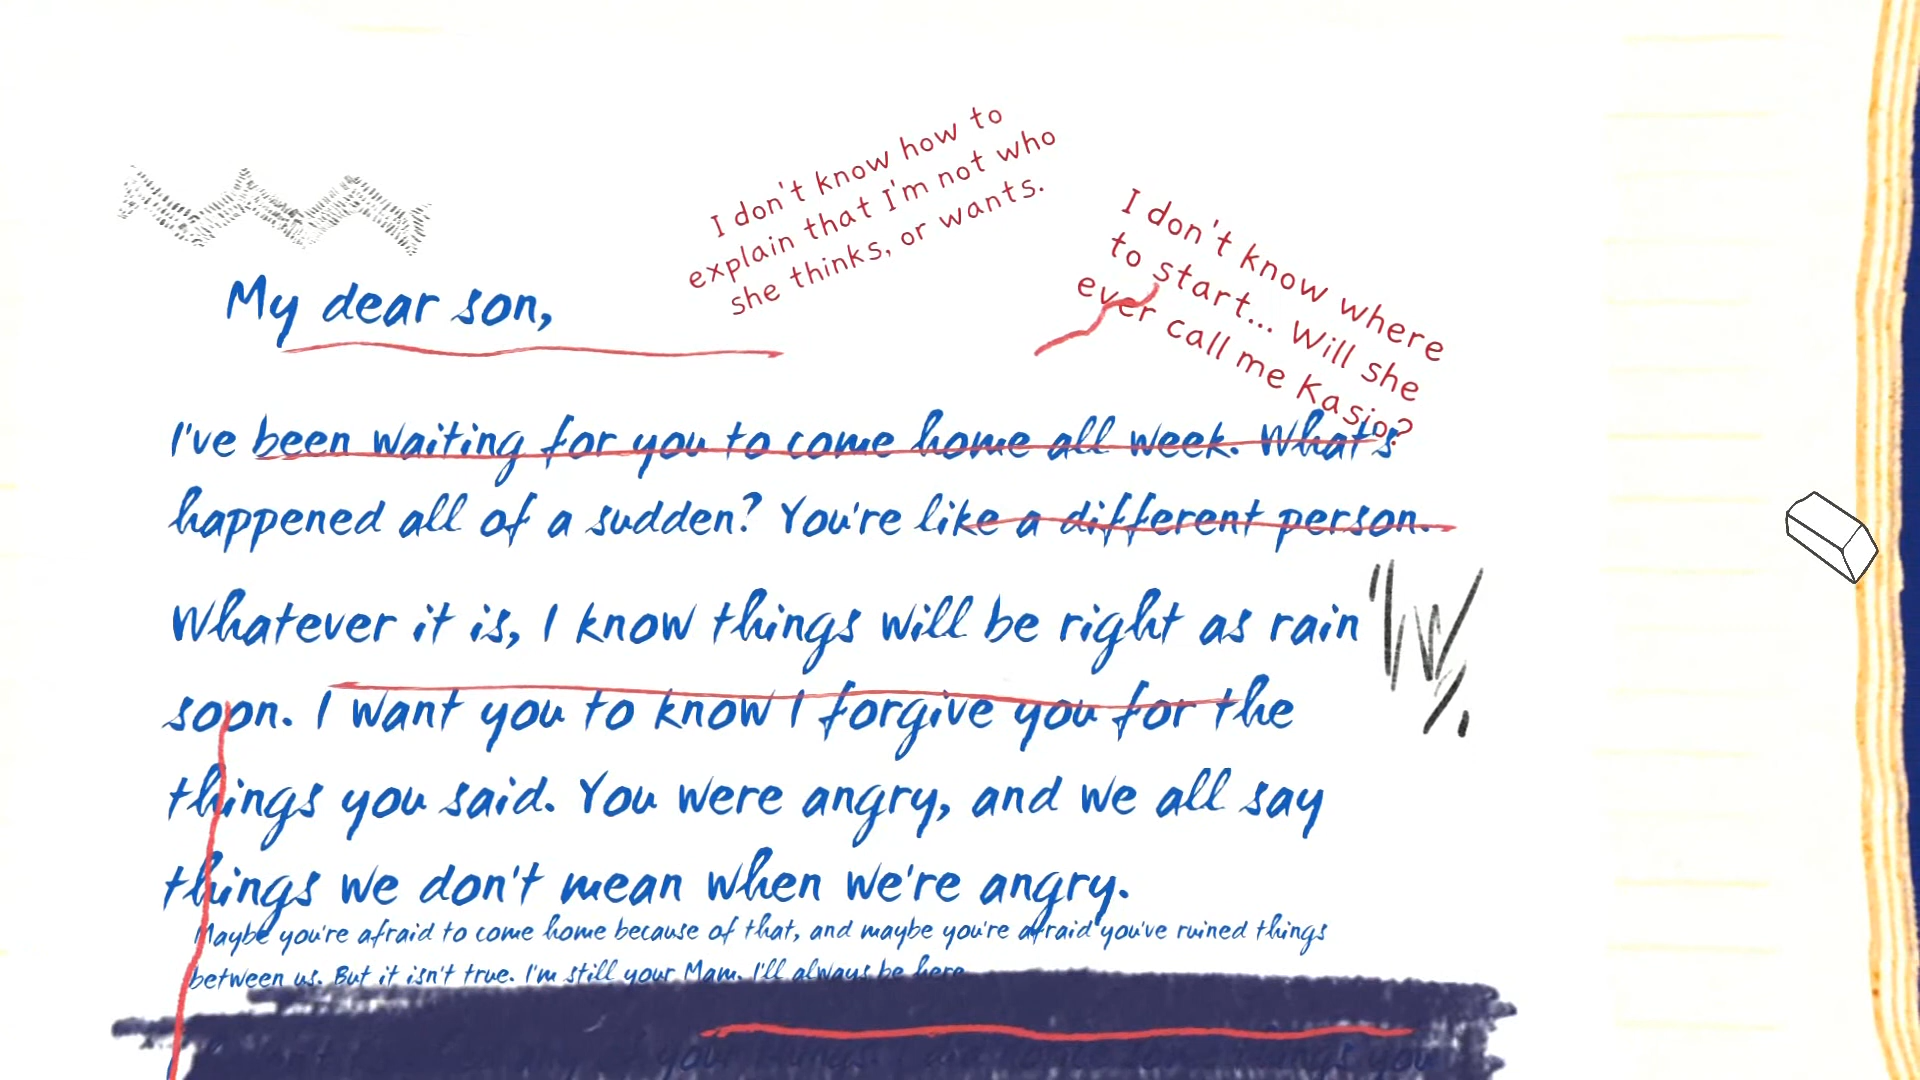 I don't know how to
explain that I'm not who
she thinks, or wants.
I don't know where
to start... Will she
ever call me Kasio?
My dear son,
I've been waiting for you to come home all week. What's
happened all of a sudden? You're like a different person.
Whatever it is, I know things will be right as rain
soon. I want you to know I forgive you for the
things you said. You were angry, and we all say
things we don't mean when we're angry.
Maybe you're afraid to come home because of that, and maybe you're afraid you've ruined things
between us. But it isn't true. I'm still your Mam. I'll always be here